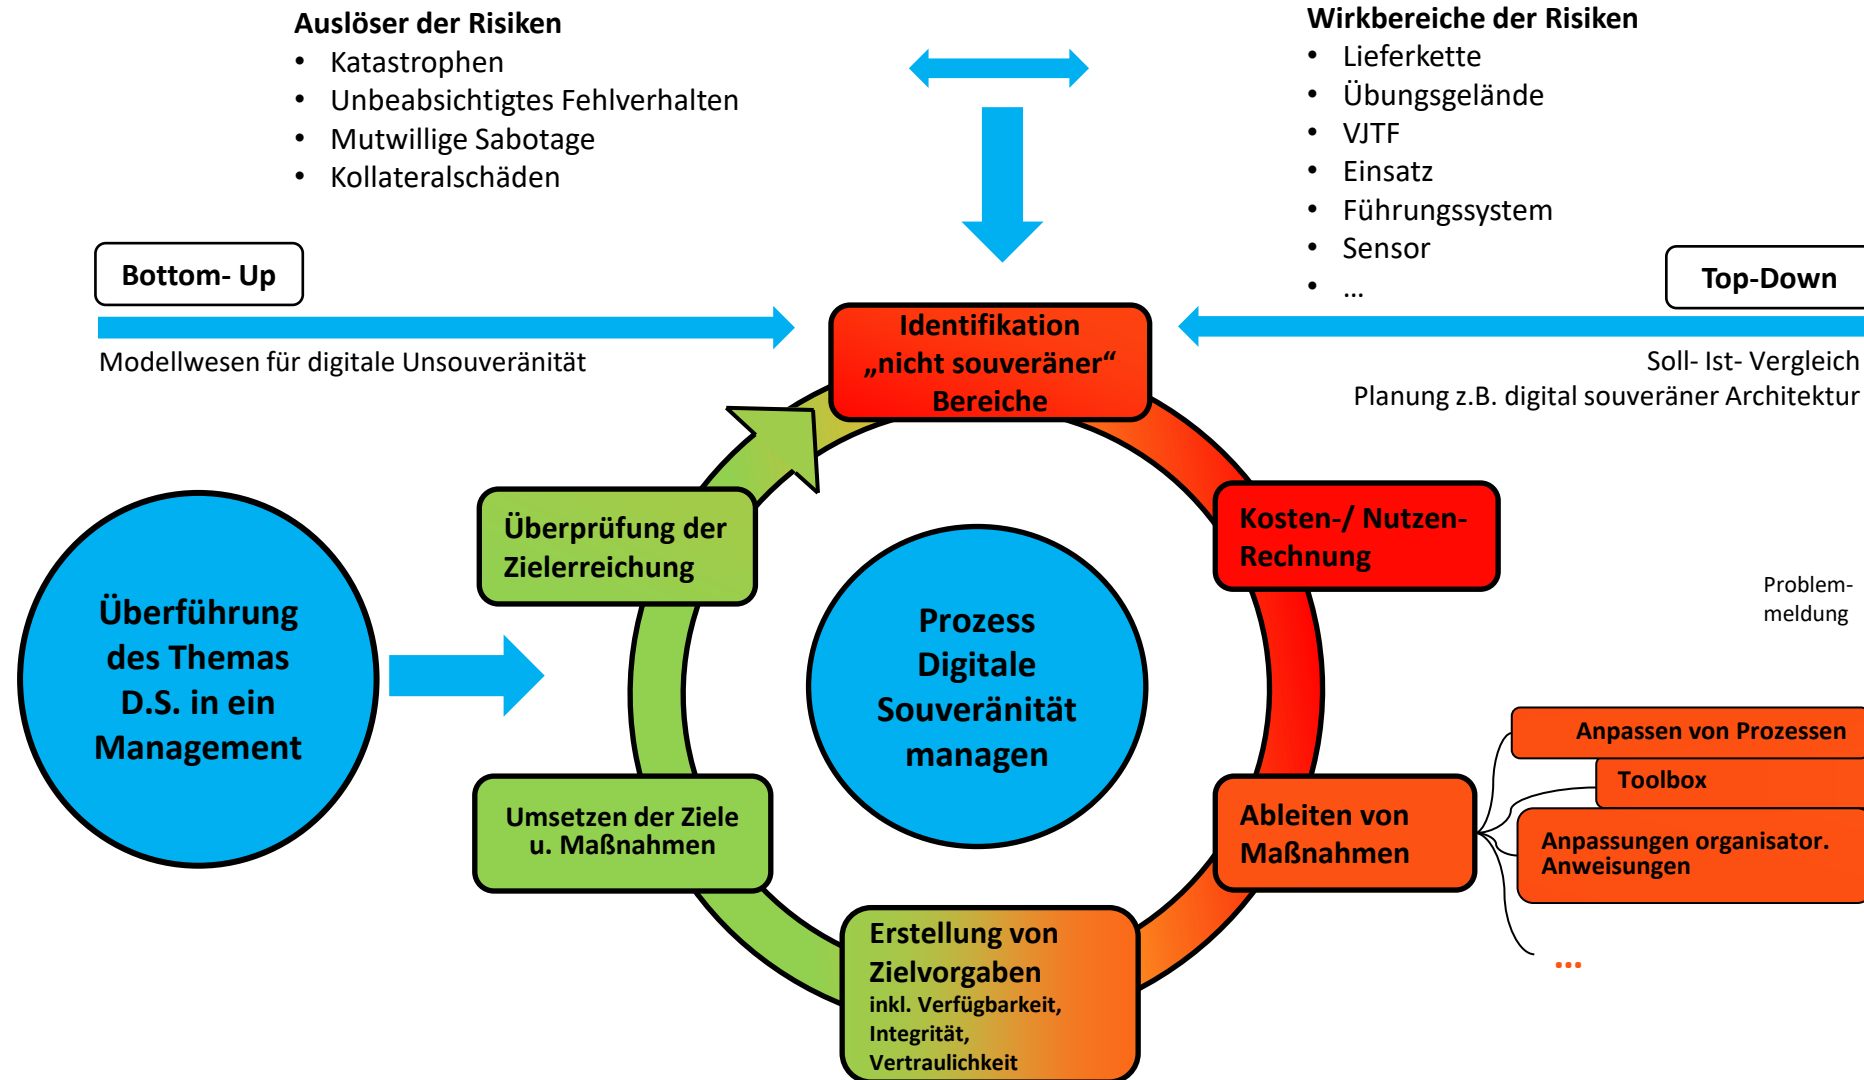 Auslöser der Risiken
• Katastrophen
• Unbeabsichtigtes Fehlverhalten
• Mutwillige Sabotage
• Kollateralschäden
Wirkbereiche der Risiken
• Lieferkette
• Übungsgelände
• VJTF
• Einsatz
• Führungssystem
• Sensor
• ...
Bottom- Up
Modellwesen für digitale Unsouveränität
Top-Down
Soll- Ist- Vergleich
Planung z.B. digital souveräner Architektur
Identifikation
„nicht souveräner“
Bereiche
Kosten-/ Nutzen-
Rechnung
Problem-
meldung
Überprüfung der
Zielerreichung
Überführung
des Themas
D.S. in ein
Management
Prozess
Digitale
Souveränität
managen
Umsetzen der Ziele
u. Maßnahmen
Ableiten von
Maßnahmen
Anpassen von Prozessen
Toolbox
Anpassungen organisator.
Anweisungen
...
Erstellung von
Zielvorgaben
inkl. Verfügbarkeit,
Integrität,
Vertraulichkeit